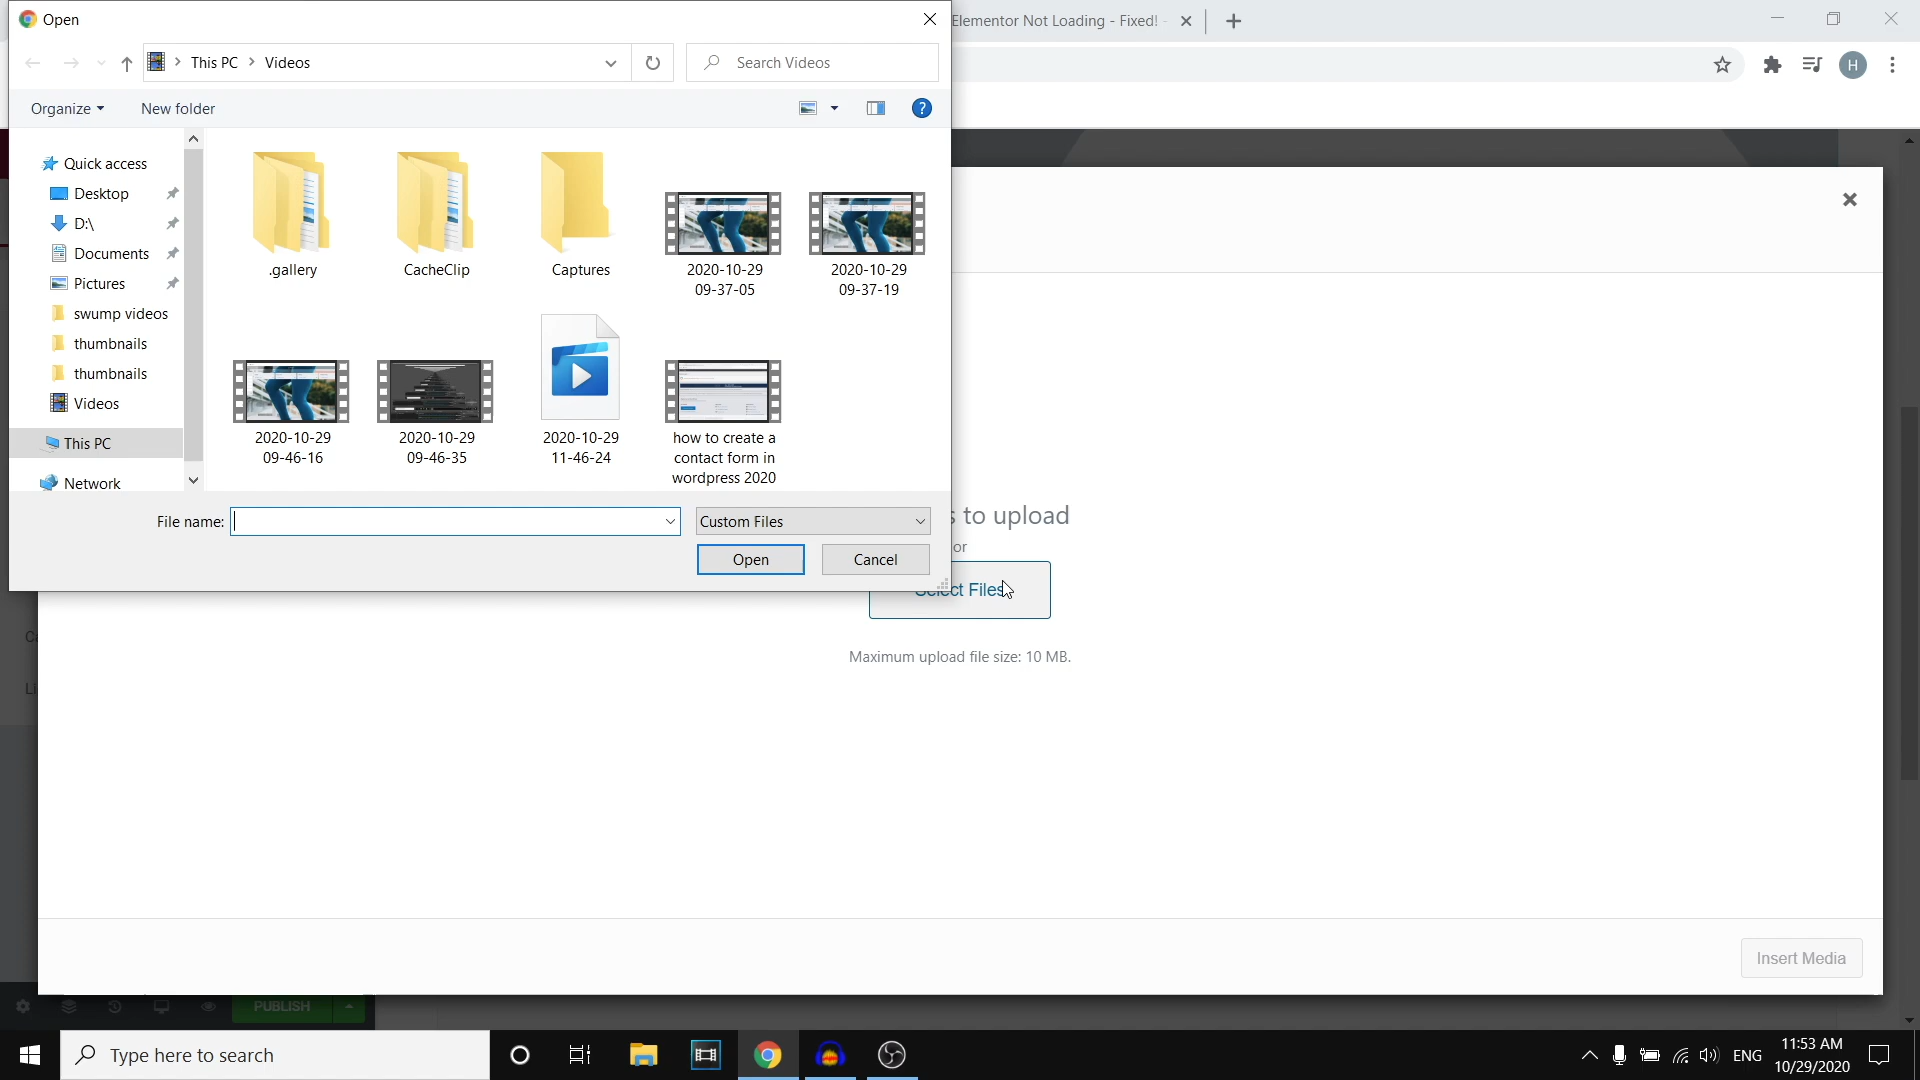 Open
Elementor Not Loading - Fixed!
This PC
Videos
Search Videos
H
Organize
New folder
Quick access
Desktop
D:\
Documents
Pictures
swump videos
thumbnails
thumbnails
Videos
This PC
Network
.gallery
CacheClip
Captures
2020-10-29
09-37-05
2020-10-29
09-37-19
2020-10-29
09-46-16
2020-10-29
09-46-35
2020-10-29
11-46-24
how to create a
contact form in
wordpress 2020
File name:
Custom Files
Open
Cancel
to upload
or
Select Files
Maximum upload file size: 10 MB.
Insert Media
PUBLISH
Type here to search
ENG
11:53 AM
10/29/2020